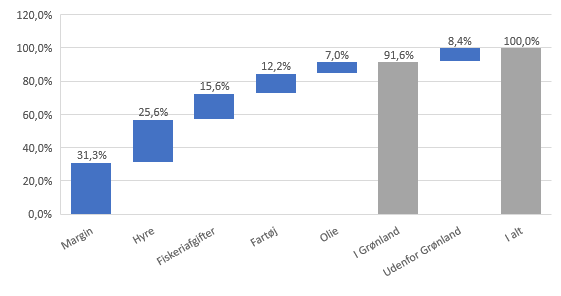 120,0%
100,0%
80,0%
60,0%
40,0%
20,0%
0,0%
31,3%
25,6%
15,6%
12,2%
7,0%
91,6%
8,4%
100,0%
Margin
Hyre
Fiskeriafgifter
Fartøj
Olie
I Grønland
Udenfor Grønland
I alt